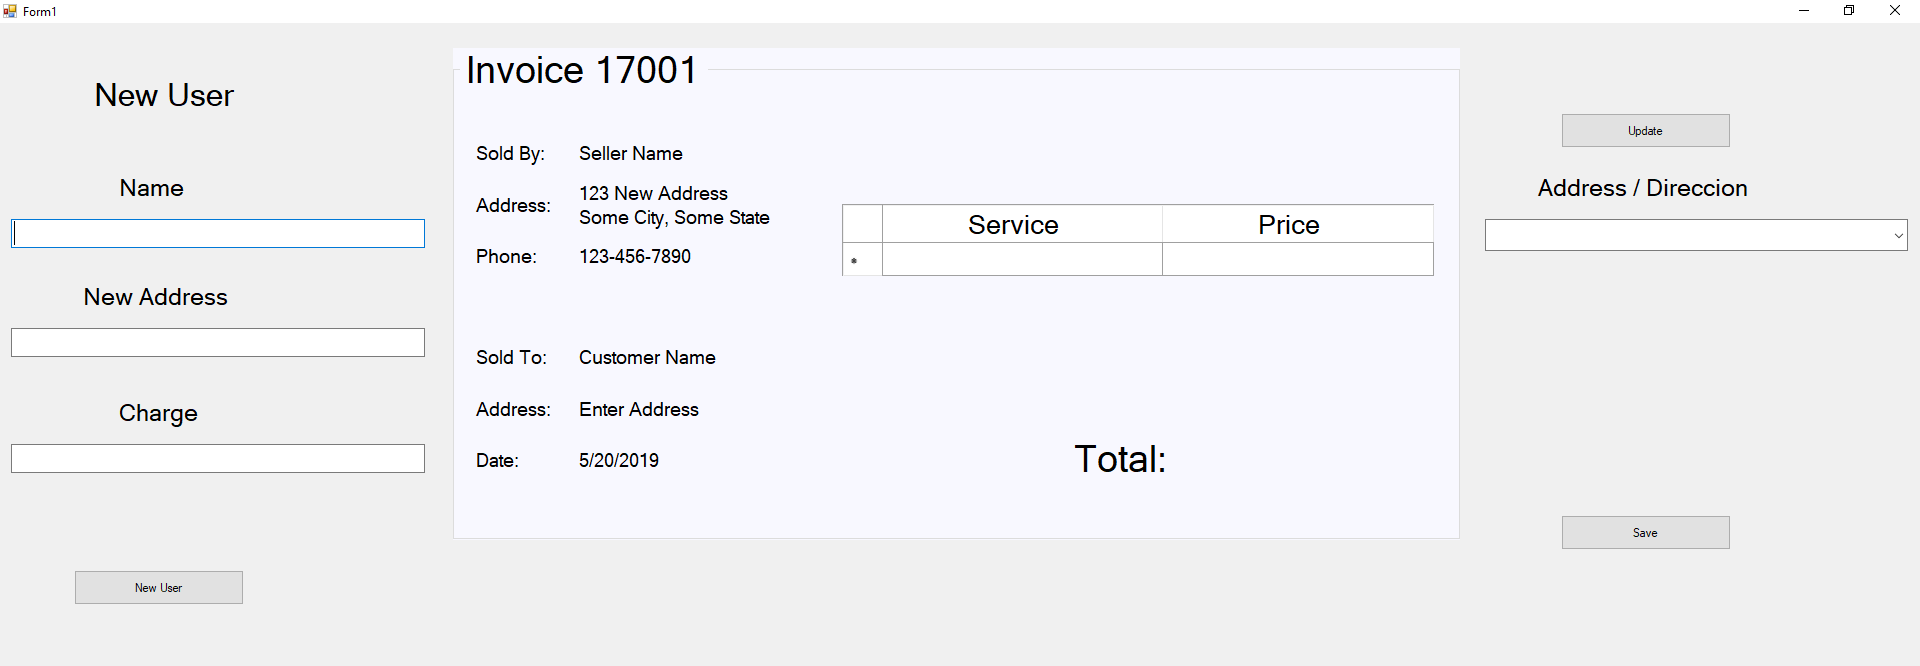 Form1
New User
Name
New Address
Charge
New User
Invoice 17001
Sold By: Seller Name
Address: 123 New Address
Some City, Some State
Phone: 123-456-7890
Service Price
*
Sold To: Customer Name
Address: Enter Address
Date: 5/20/2019
Total:
Update
Address / Direccion
Save